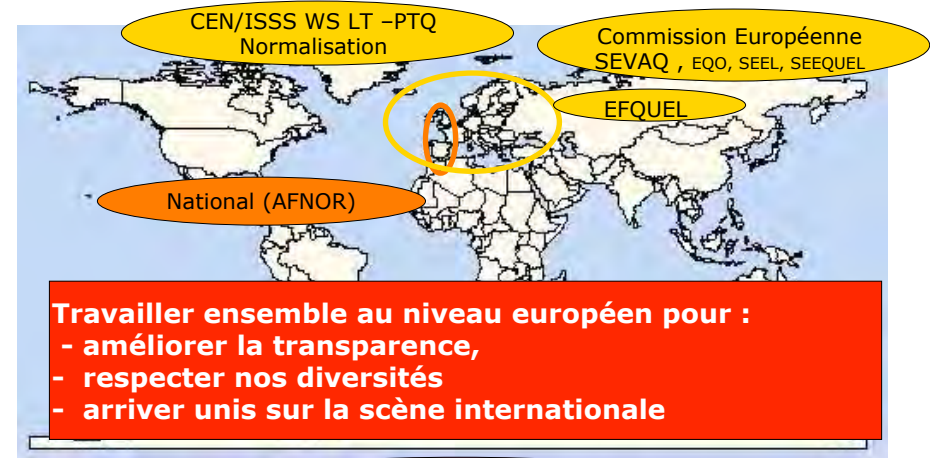 CEN/ISSS WS LT –PTQ
Normalisation
Commission Européenne
SEVAQ , EQO, SEEL, SEEQUEL
EFQUEL
National (AFNOR)
Travailler ensemble au niveau européen pour :
- améliorer la transparence,
- respecter nos diversités
- arriver unis sur la scène internationale